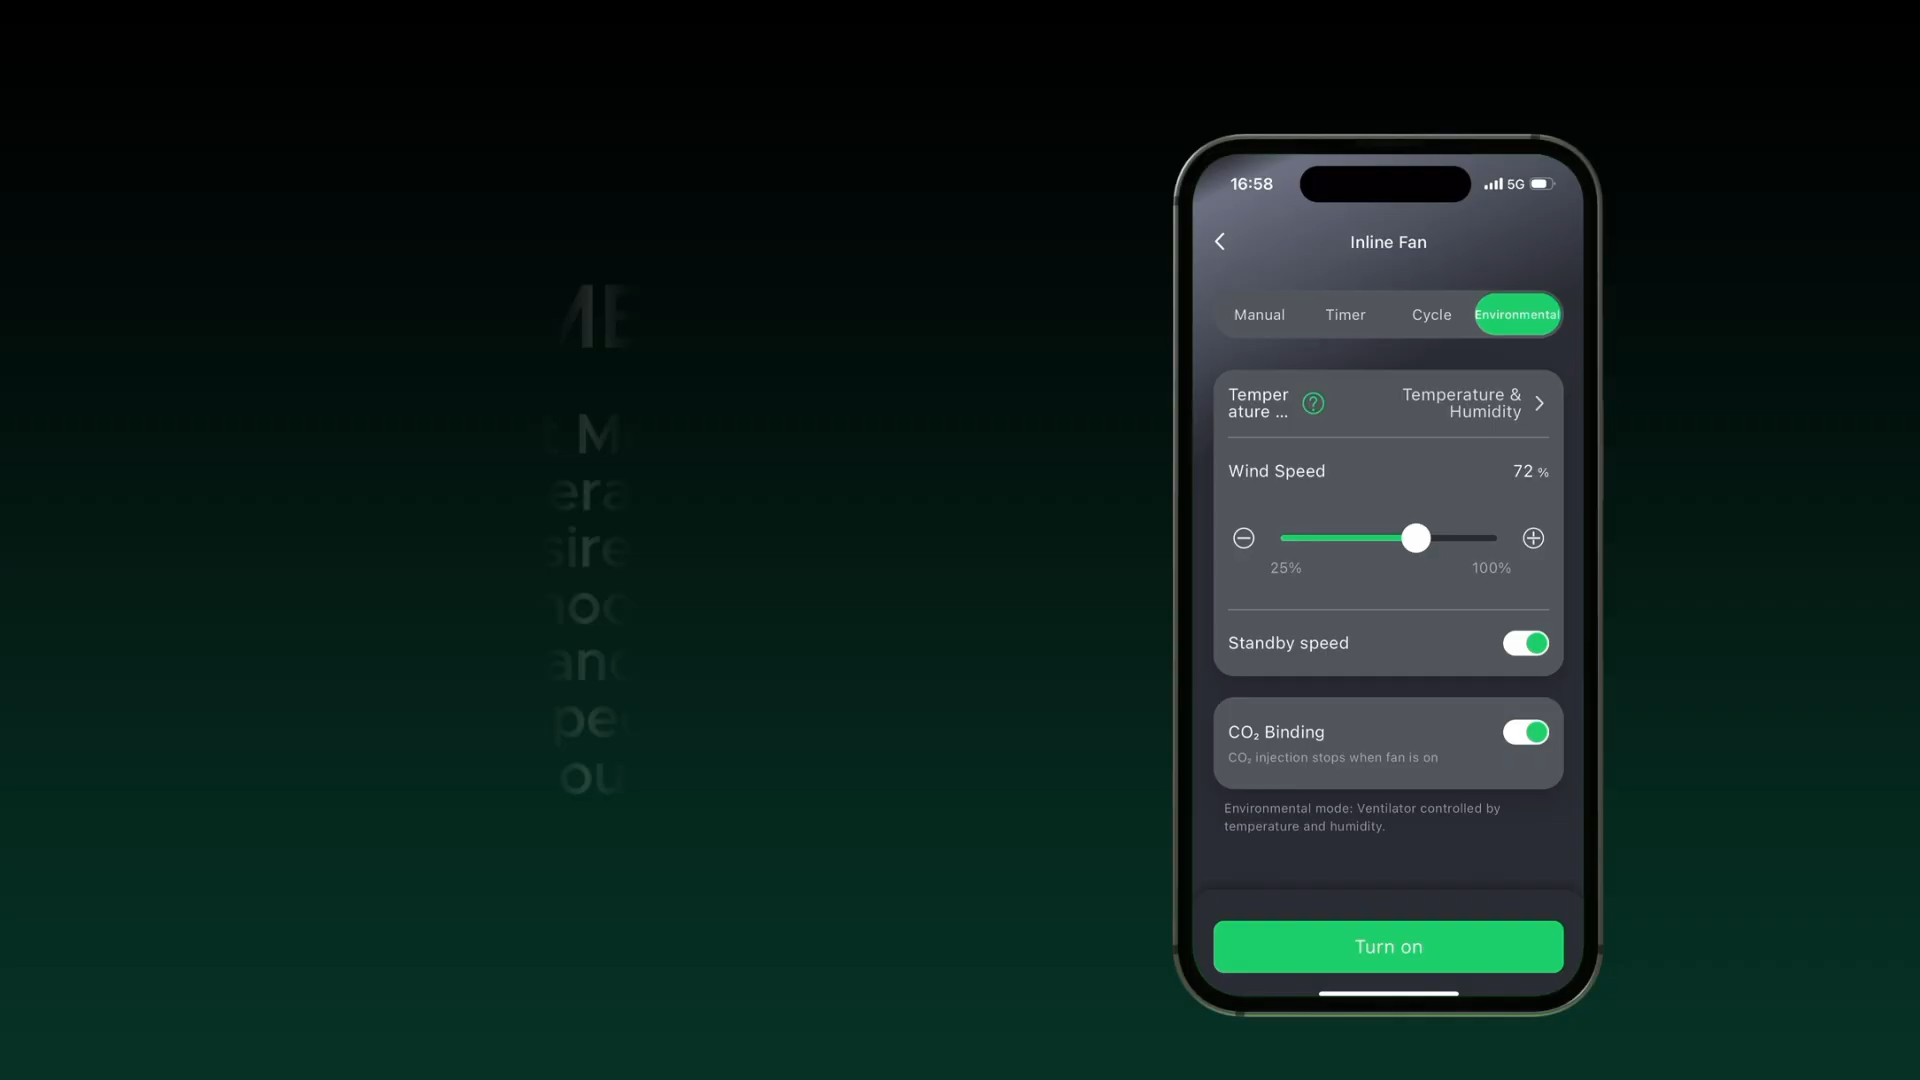 16:58
5G
Inline Fan
Manual Timer Cycle Environmental
Temper
ature ...
?
Temperature &
Humidity
Wind Speed 72 %
25% 100%
Standby speed
CO₂ Binding
CO₂ injection stops when fan is on
Environmental mode: Ventilator controlled by
temperature and humidity.
Turn on